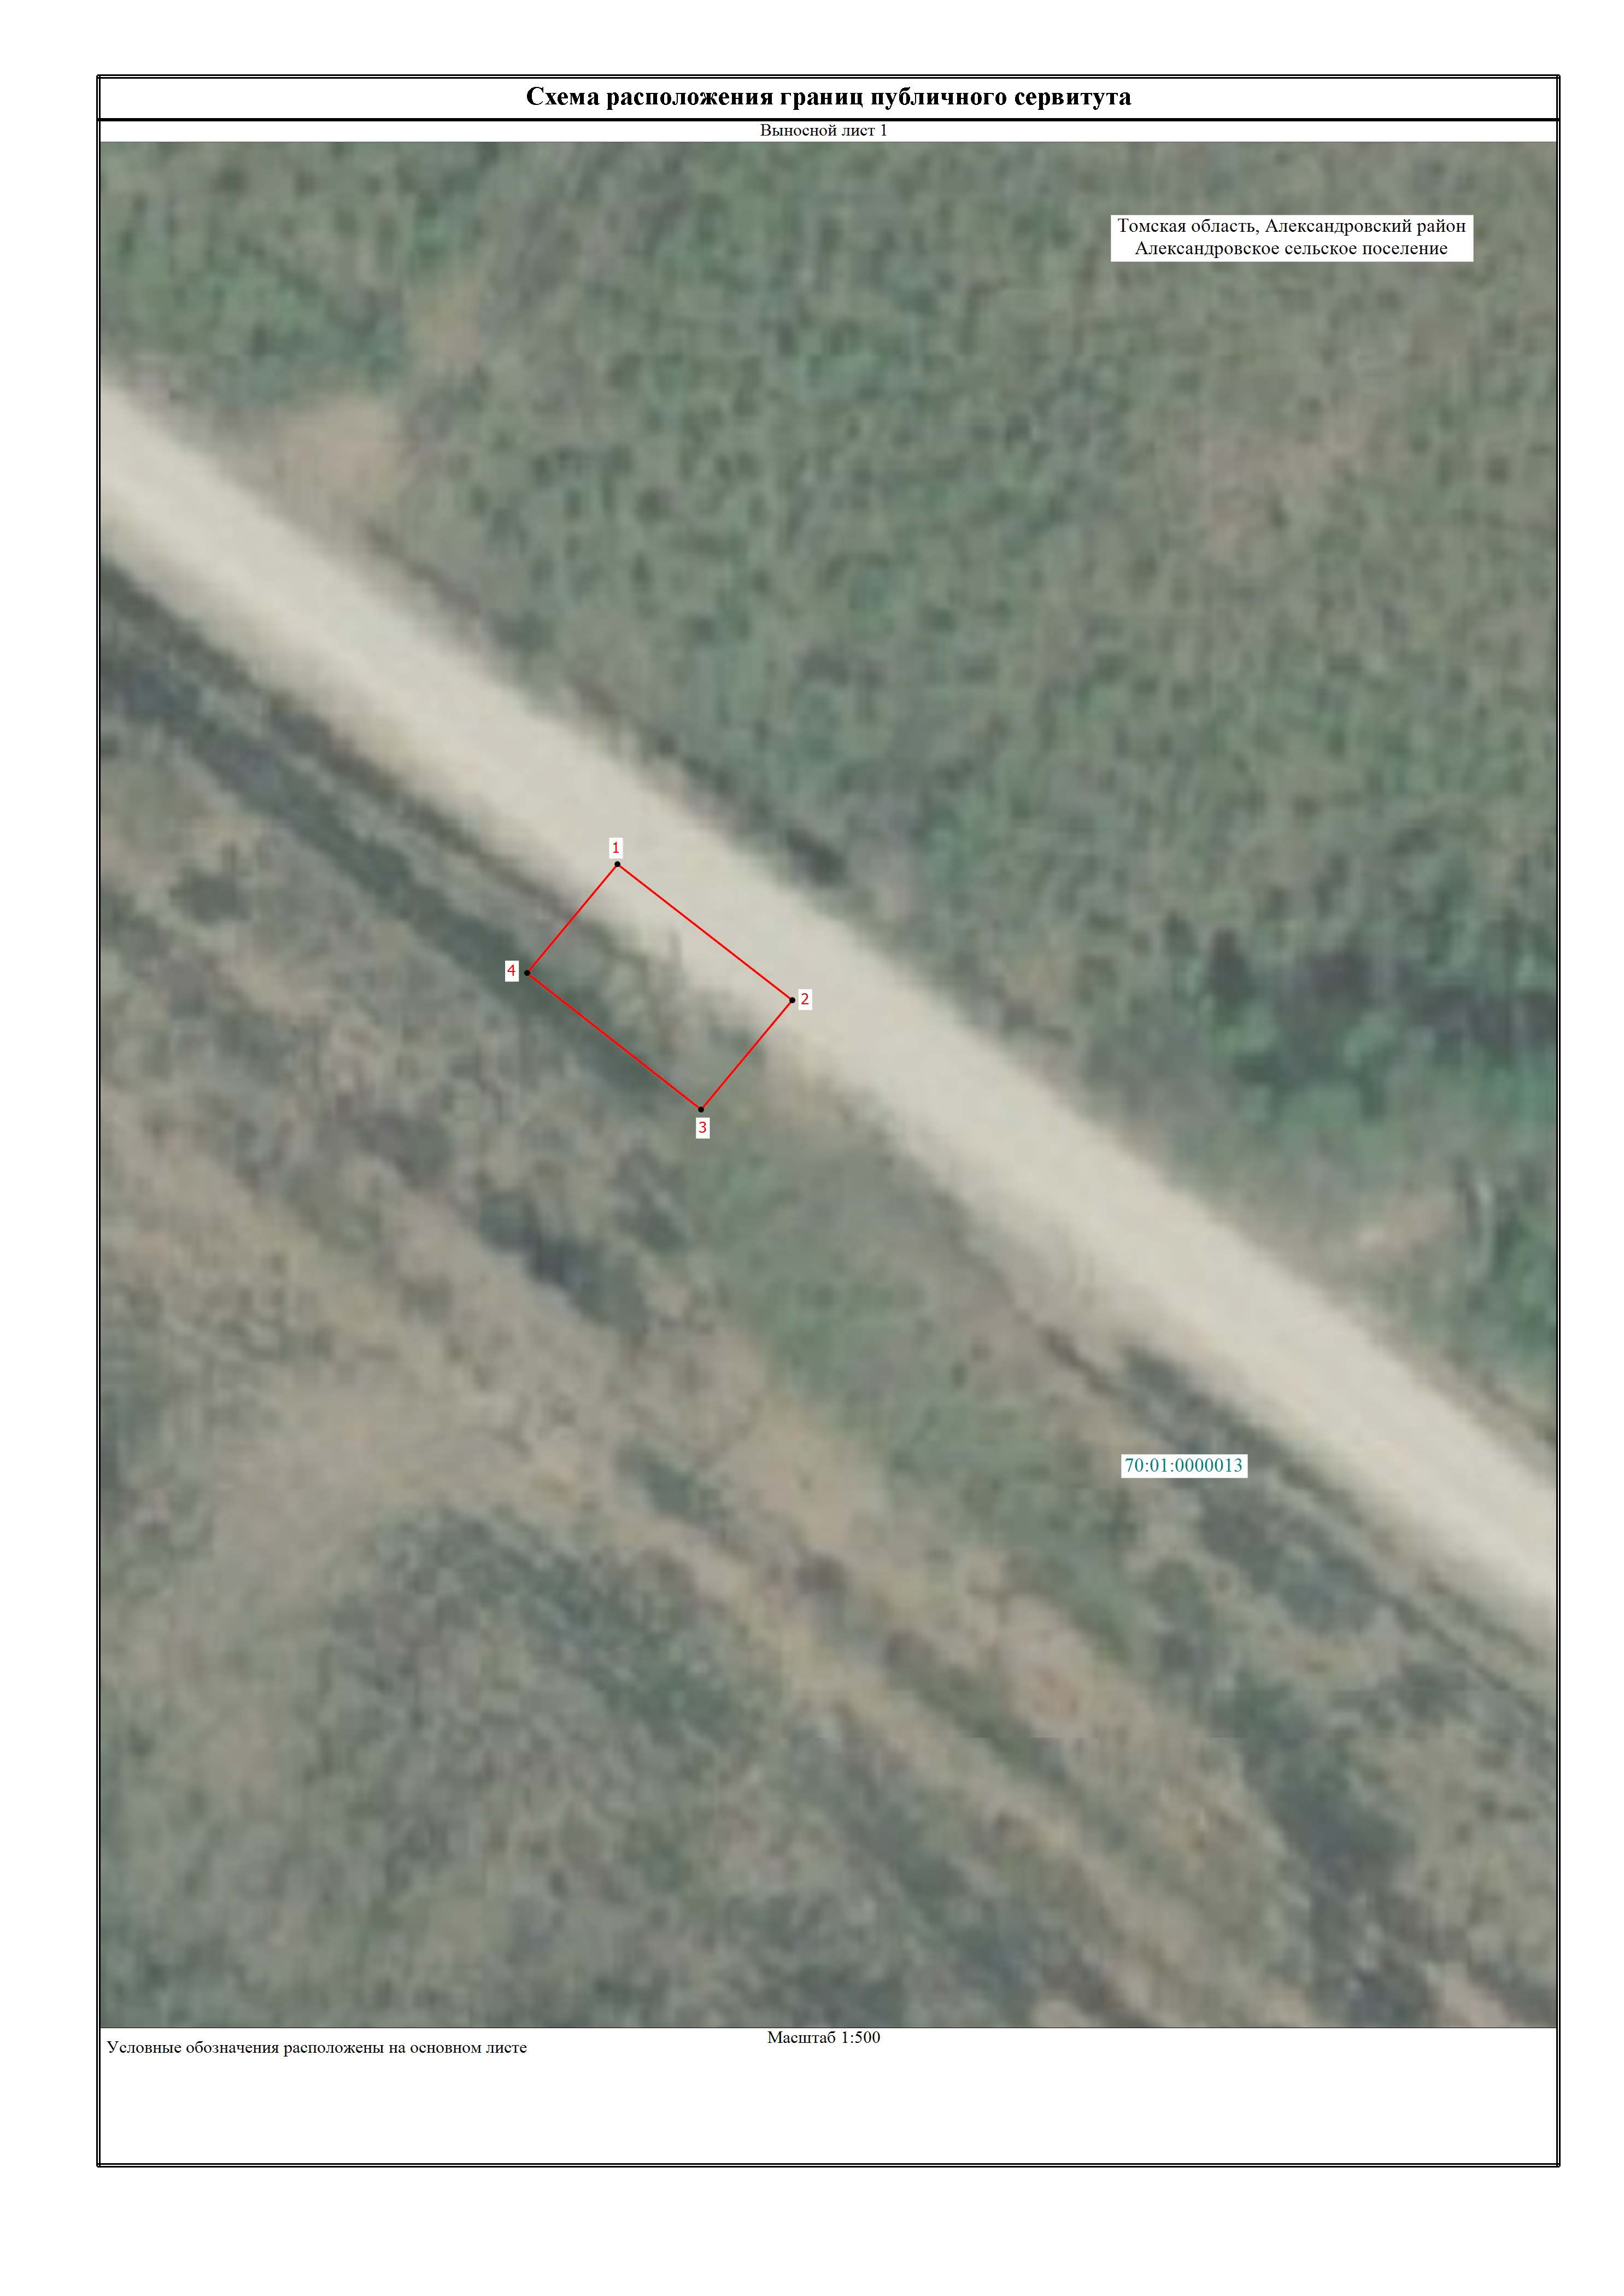 Схема расположения границ публичного сервитута
Выносной лист 1
Томская область, Александровский район
Александровское сельское поселение
1
4
2
3
70:01:0000013
Масштаб 1:500
Условные обозначения расположены на основном листе